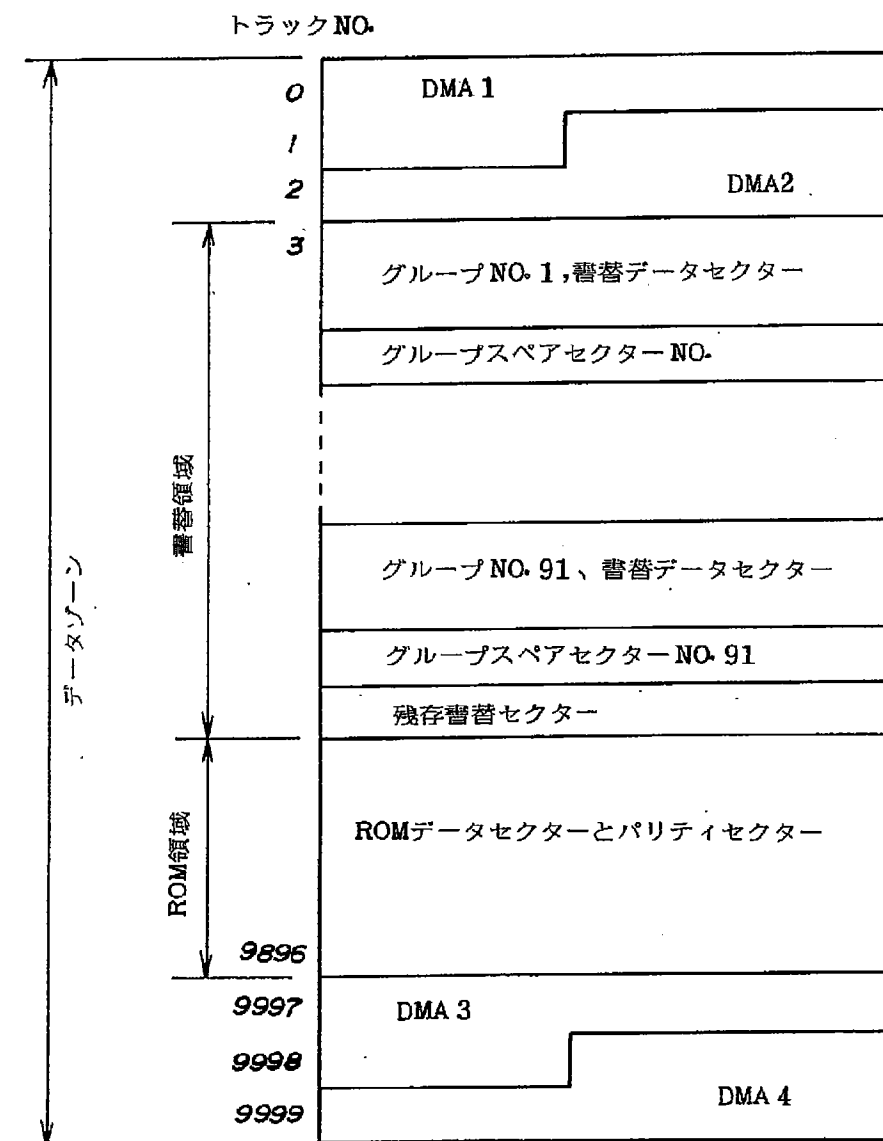 トラックNO.
0
DMA 1
1
2
DMA2
3
グループNO. 1,書替データセクター
グループスペアセクターNO.
書替領域
グループNO. 91、書替データセクター
データゾーン
グループスペアセクターNO. 91
残存書替セクター
ROM領域
ROMデータセクターとパリティセクター
9896
9997
DMA 3
9998
9999
DMA 4